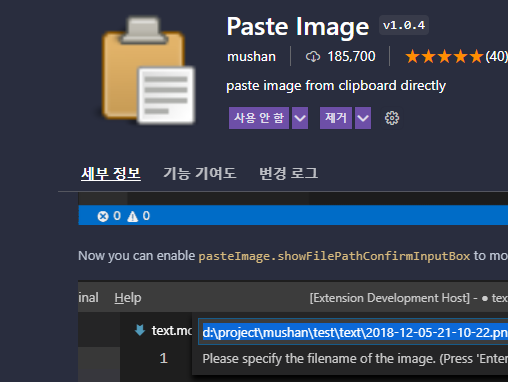 Paste Image v1.0.4
mushan 185,700 (40)
paste image from clipboard directly
사용 안 함 제거
세부 정보 기능 기여도 변경 로그
0 0
Now you can enable pasteImage.showFilePathConfirmInputBox to mo
inal Help [Extension Development Host] - ● tex
text.md d:\project\mushan\test\text\2018-12-05-21-10-22.pn
1 Please specify the filename of the image. (Press 'Enter